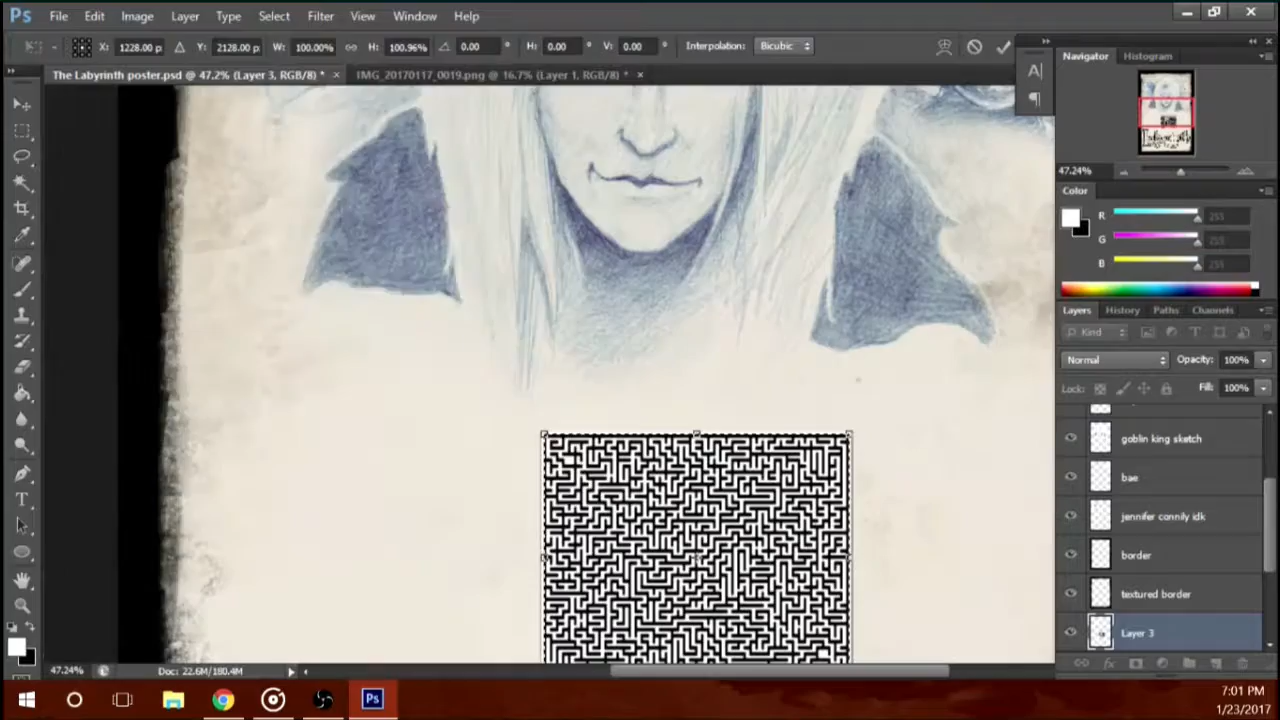 Ps File Edit Image Layer Type Select Filter View Window Help
X: 1228.00 p Y: 2128.00 p W: 100.00% H: 100.96% 0.00 ° H: 0.00 ° V: 0.00 ° Interpolation: Bicubic
The Labyrinth poster.psd @ 47.2% (Layer 3, RGB/8) * × IMG_20170117_0019.png @ 16.7% (Layer 1, RGB/8) * ×
Navigator Histogram
47.24%
Color
R 255
G 255
B 255
Layers History Paths Channels
Kind
Normal Opacity: 100%
Lock: Fill: 100%
goblin king sketch
bae
jennifer connily idk
border
textured border
Layer 3
47.24% Doc: 22.6M/180.4M
Ps
7:01 PM
1/23/2017